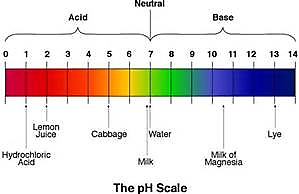 Neutral
Acid
Base
0 1 2 3 4 5 6 7 8 9 10 11 12 13 14
Lemon
Juice
Cabbage
Water
Lye
Hydrochloric
Acid
Milk
Milk of
Magnesia
The pH Scale